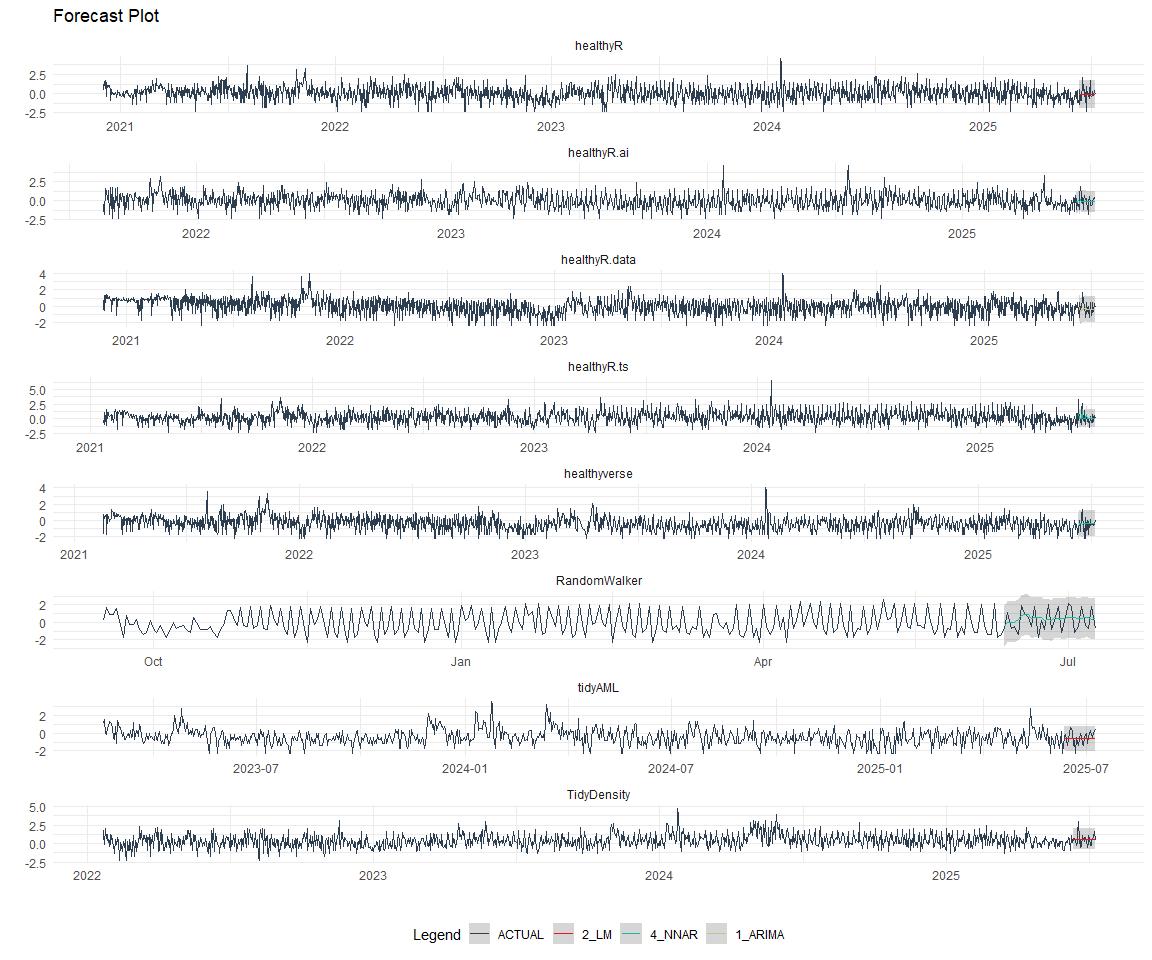 Forecast Plot
healthyR
2.5
0.0
-2.5
2021 2022 2023 2024 2025
healthyR.ai
2.5
0.0
-2.5
2022 2023 2024 2025
healthyR.data
4
2
0
-2
2021 2022 2023 2024 2025
healthyR.ts
5.0
2.5
0.0
-2.5
2021 2022 2023 2024 2025
healthyverse
4
2
0
-2
2021 2022 2023 2024 2025
RandomWalker
2
0
-2
Oct Jan Apr Jul
tidyAML
2
0
-2
2023-07 2024-01 2024-07 2025-01 2025-07
TidyDensity
5.0
2.5
0.0
-2.5
2022 2023 2024 2025
Legend ACTUAL 2_LM 4_NNAR 1_ARIMA